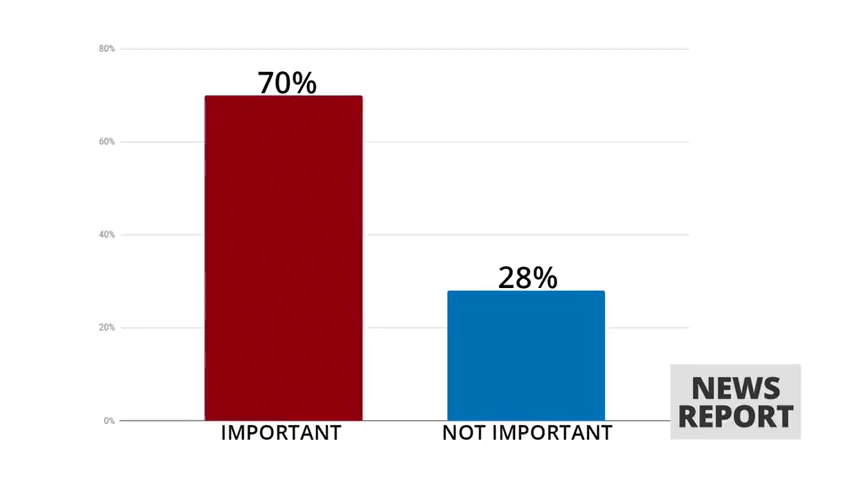 80%
70%
60%
40%
28%
20%
0%
IMPORTANT
NOT IMPORTANT
NEWS
REPORT